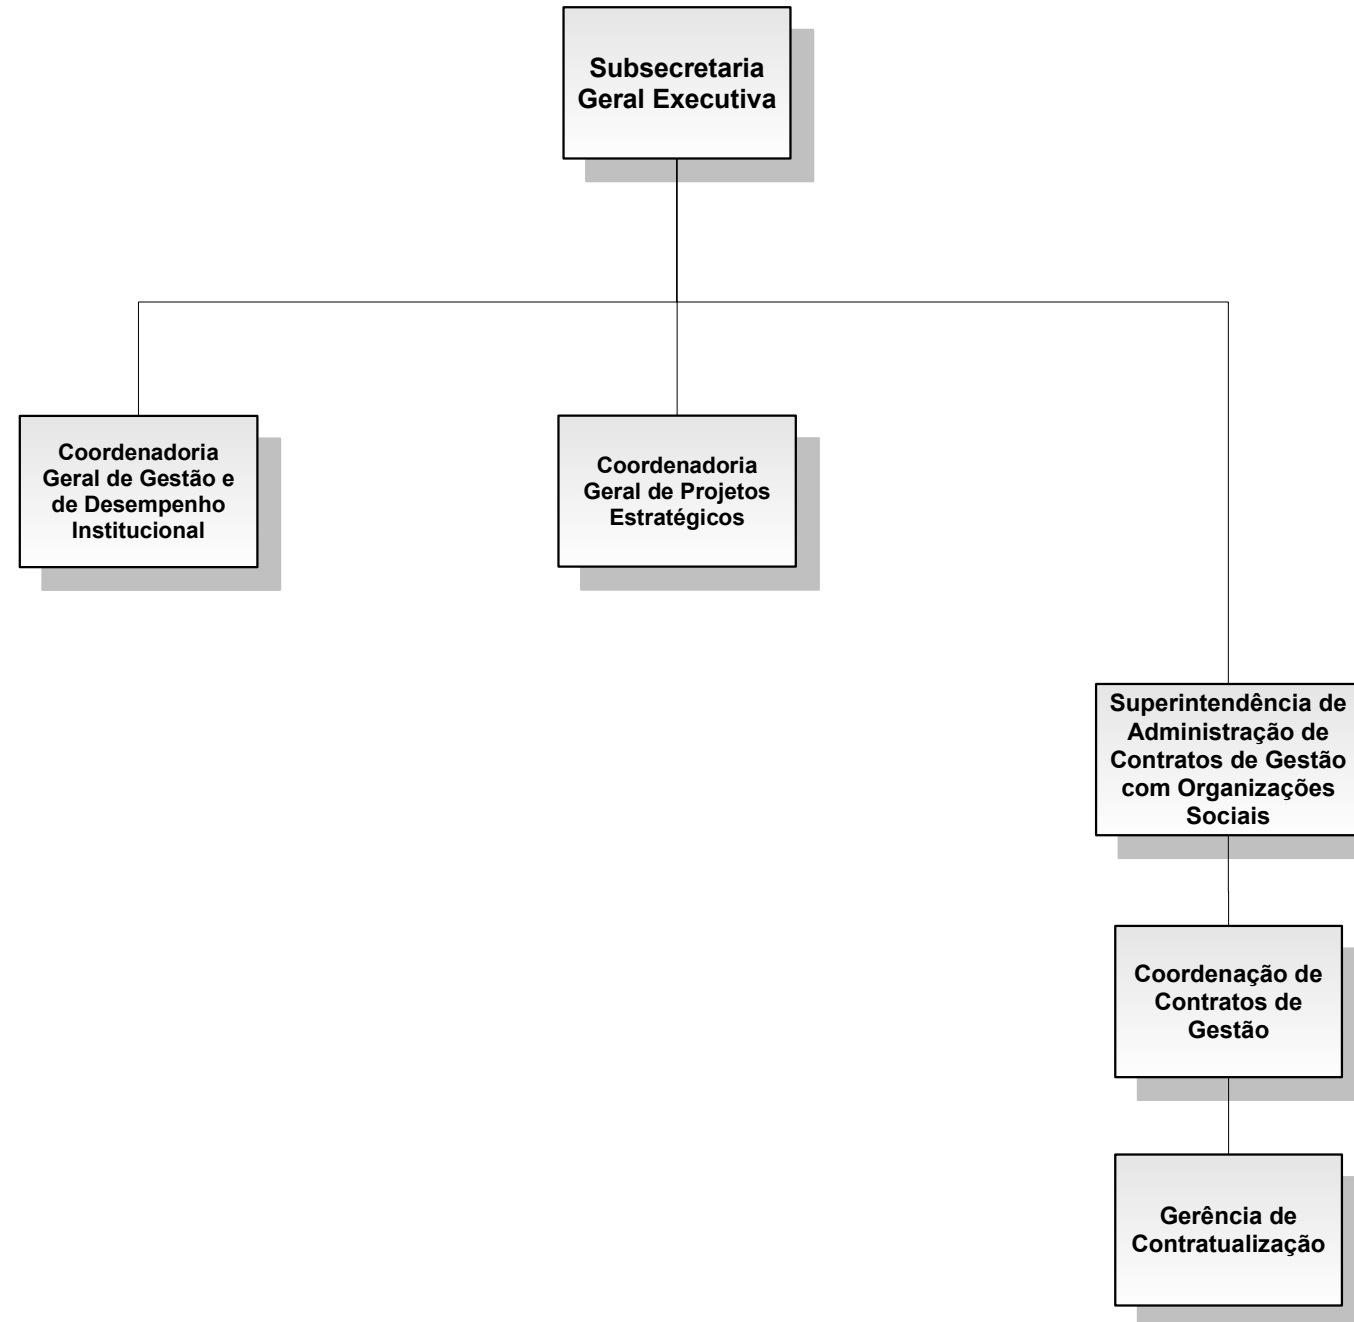 Subsecretaria
Geral Executiva
Coordenadoria
Geral de Gestão e
de Desempenho
Institucional
Coordenadoria
Geral de Projetos
Estratégicos
Superintendência de
Administração de
Contratos de Gestão
com Organizações
Sociais
Coordenação de
Contratos de
Gestão
Gerência de
Contratualização